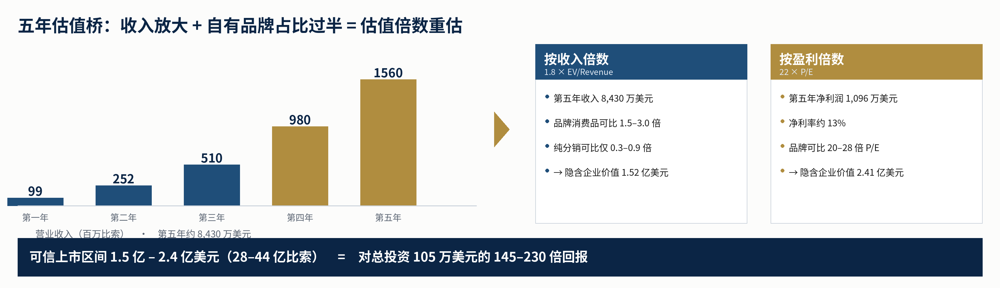 五年估值桥：收入放大 + 自有品牌占比过半 = 估值倍数重估
99
252
510
980
1560
第一年
第二年
第三年
第四年
第五年
营业收入（百万比索） · 第五年约 8,430 万美元
按收入倍数
1.8 × EV/Revenue
第五年收入 8,430 万美元
品牌消费品可比 1.5–3.0 倍
纯分销可比仅 0.3–0.9 倍
→ 隐含企业价值 1.52 亿美元
按盈利倍数
22 × P/E
第五年净利润 1,096 万美元
净利率约 13%
品牌可比 20–28 倍 P/E
→ 隐含企业价值 2.41 亿美元
可信上市区间 1.5 亿 – 2.4 亿美元（28–44 亿比索） = 对总投资 105 万美元的 145–230 倍回报